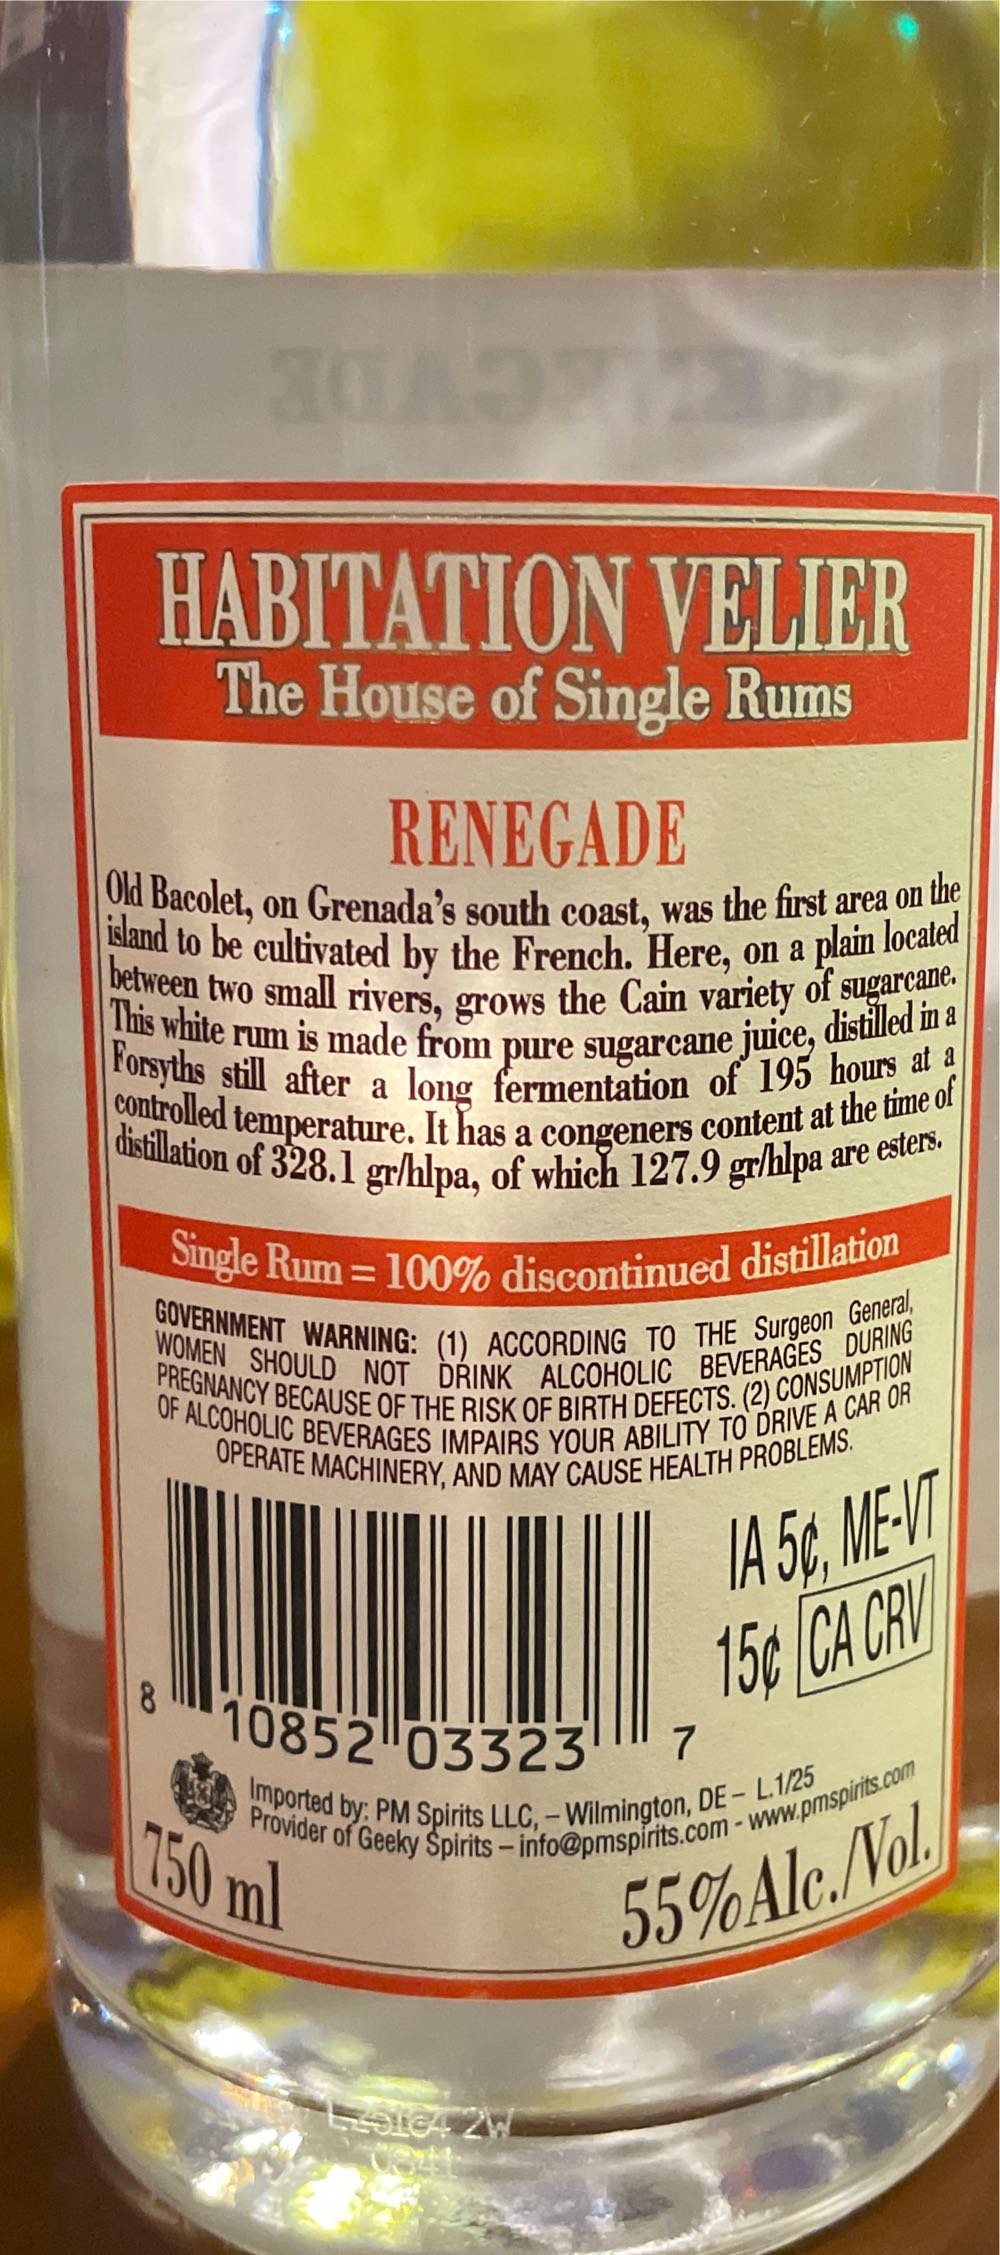 RENEGADE
HABITATION VELIER
The House of Single Rums
RENEGADE
Old Bacolet, on Grenada's south coast, was the first area on the
island to be cultivated by the French. Here, on a plain located
between two small rivers, grows the Cain variety of sugarcane.
This white rum is made from pure sugarcane juice, distilled in a
Forsyths still after a long fermentation of 195 hours at a
controlled temperature. It has a congeners content at the time of
distillation of 328.1 gr/hlpa, of which 127.9 gr/hlpa are esters.
Single Rum = 100% discontinued distillation
GOVERNMENT WARNING: (1) ACCORDING TO THE Surgeon General,
WOMEN SHOULD NOT DRINK ALCOHOLIC BEVERAGES DURING
PREGNANCY BECAUSE OF THE RISK OF BIRTH DEFECTS. (2) CONSUMPTION
OF ALCOHOLIC BEVERAGES IMPAIRS YOUR ABILITY TO DRIVE A CAR OR
OPERATE MACHINERY, AND MAY CAUSE HEALTH PROBLEMS.
IA 5¢, ME-VT
15¢ CA CRV
8 10852 03323 7
Imported by: PM Spirits LLC, – Wilmington, DE – L.1/25
Provider of Geeky Spirits – info@pmspirits.com - www.pmspirits.com
750 ml
55%Alc./Vol.